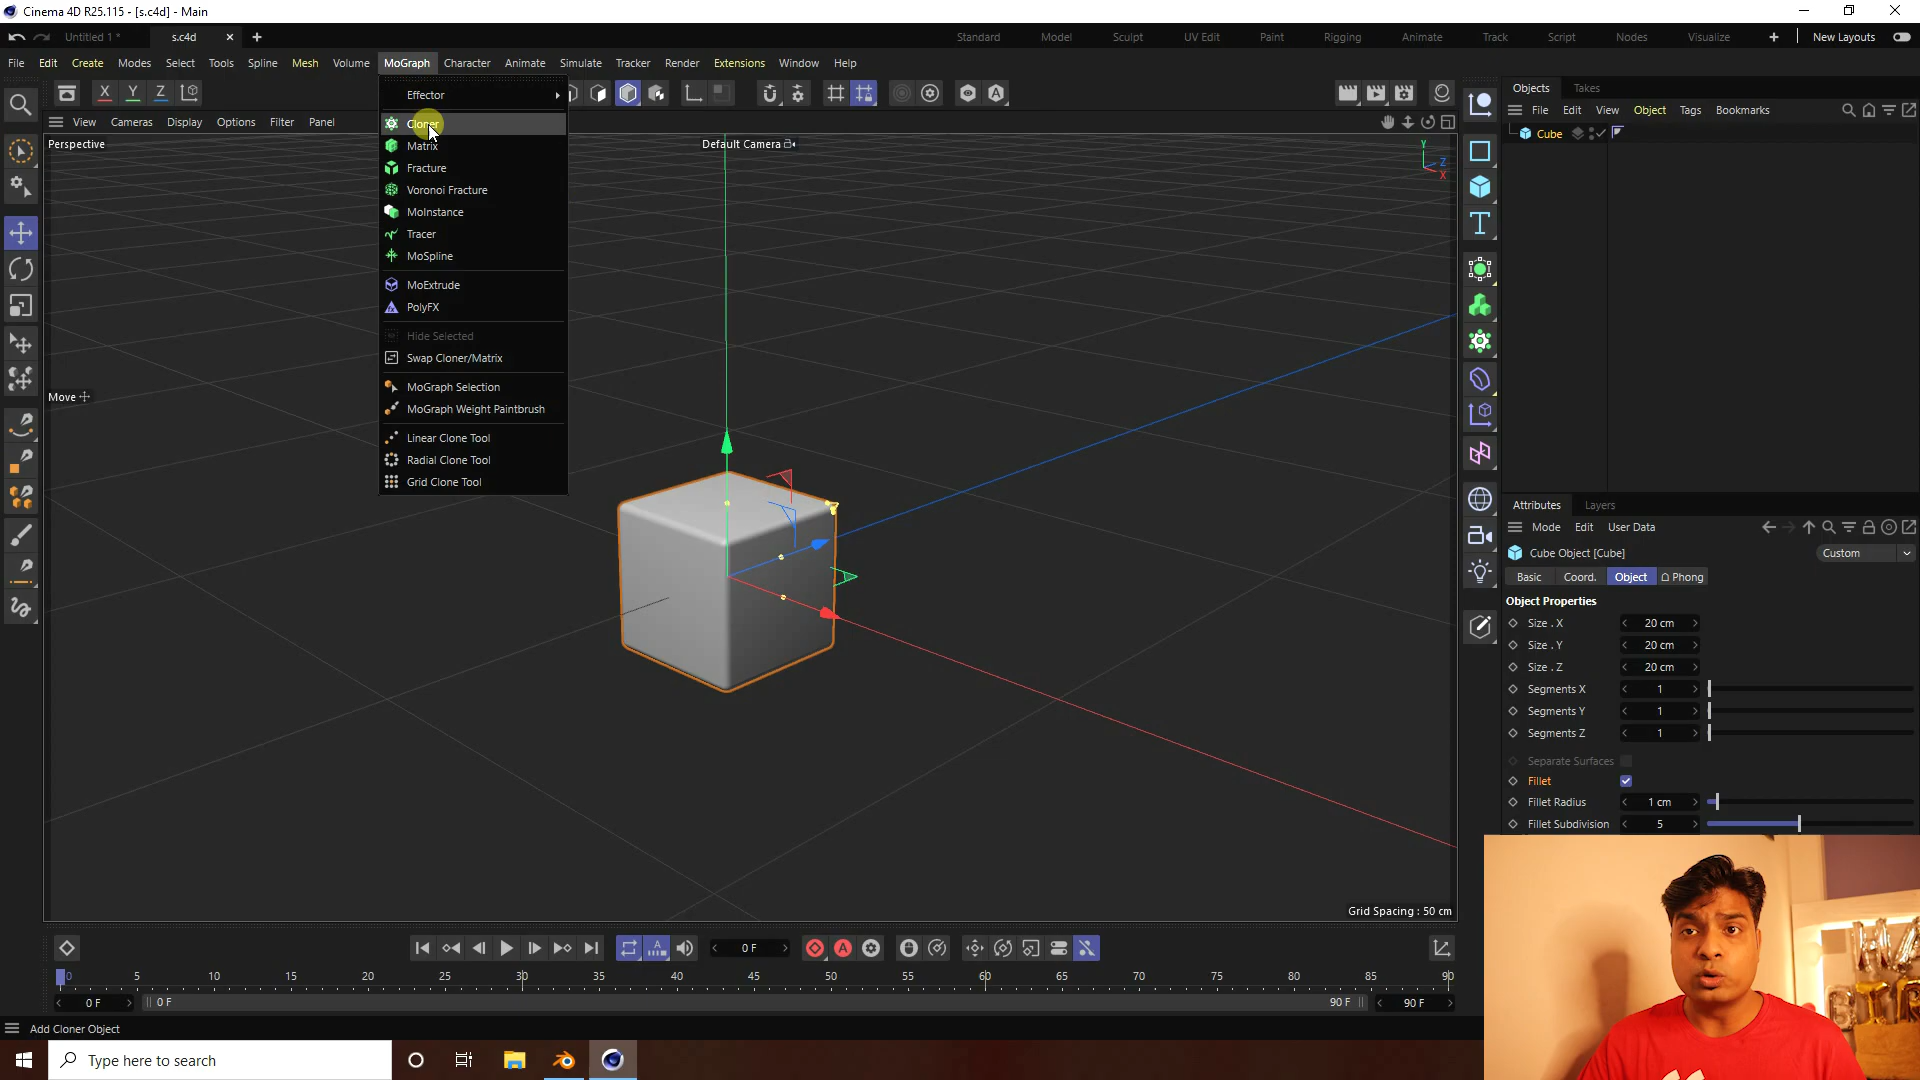 Cinema 4D R25.115 - [s.c4d] - Main
Untitled 1 *
s.c4d
Standard
Model
Sculpt
UV Edit
Paint
Rigging
Animate
Track
Script
Nodes
Visualize
New Layouts
File Edit Create Modes Select Tools Spline Mesh Volume MoGraph Character Animate Simulate Tracker Render Extensions Window Help
X Y Z
View Cameras Display Options Filter Panel
Perspective
Default Camera
Y
Z
X
Move
Effector
Cloner
Matrix
Fracture
Voronoi Fracture
MoInstance
Tracer
MoSpline
MoExtrude
PolyFX
Hide Selected
Swap Cloner/Matrix
MoGraph Selection
MoGraph Weight Paintbrush
Linear Clone Tool
Radial Clone Tool
Grid Clone Tool
Grid Spacing : 50 cm
Objects Takes
File Edit View Object Tags Bookmarks
Cube
Attributes Layers
Mode Edit User Data
Cube Object [Cube]
Custom
Basic Coord. Object Phong
Object Properties
Size . X 20 cm
Size . Y 20 cm
Size . Z 20 cm
Segments X 1
Segments Y 1
Segments Z 1
Separate Surfaces
Fillet
Fillet Radius 1 cm
Fillet Subdivision 5
0 F
0 5 10 15 20 25 30 35 40 45 50 55 60 65 70 75 80 85 90
0 F 0 F 90 F 90 F
Add Cloner Object
Type here to search